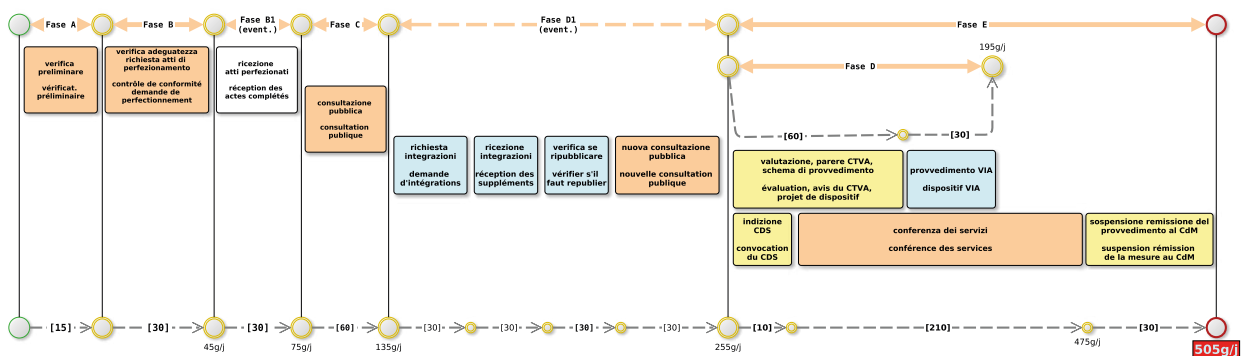 Fase A
Fase B
Fase B1
(event.)
Fase C
Fase D1
(event.)
Fase E
195g/j
Fase D
verifica
preliminare
vérificat.
préliminaire
verifica adeguatezza
richiesta atti di
perfezionamento
contrôle de conformité
demande de
perfectionnement
ricezione
atti perfezionati
réception des
actes complétés
consultazione
pubblica
consultation
publique
[60]
[30]
richiesta
integrazioni
demande
d'intégrations
ricezione
integrazioni
réception des
suppléments
verifica se
ripubblicare
vérifier s'il
faut republier
nuova consultazione
pubblica
nouvelle consultation
publique
valutazione, parere CTVA,
schema di provvedimento
évaluation, avis du CTVA,
projet de dispositif
provvedimento VIA
dispositif VIA
indizione
CDS
convocation
du CDS
conferenza dei servizi
conférence des services
sospensione remissione del
provvedimento al CdM
suspension rémission
de la mesure au CdM
[15]
[30]
[30]
[60]
[30]
[30]
[30]
[30]
[10]
[210]
[30]
45g/j
75g/j
135g/j
255g/j
475g/j
505g/j